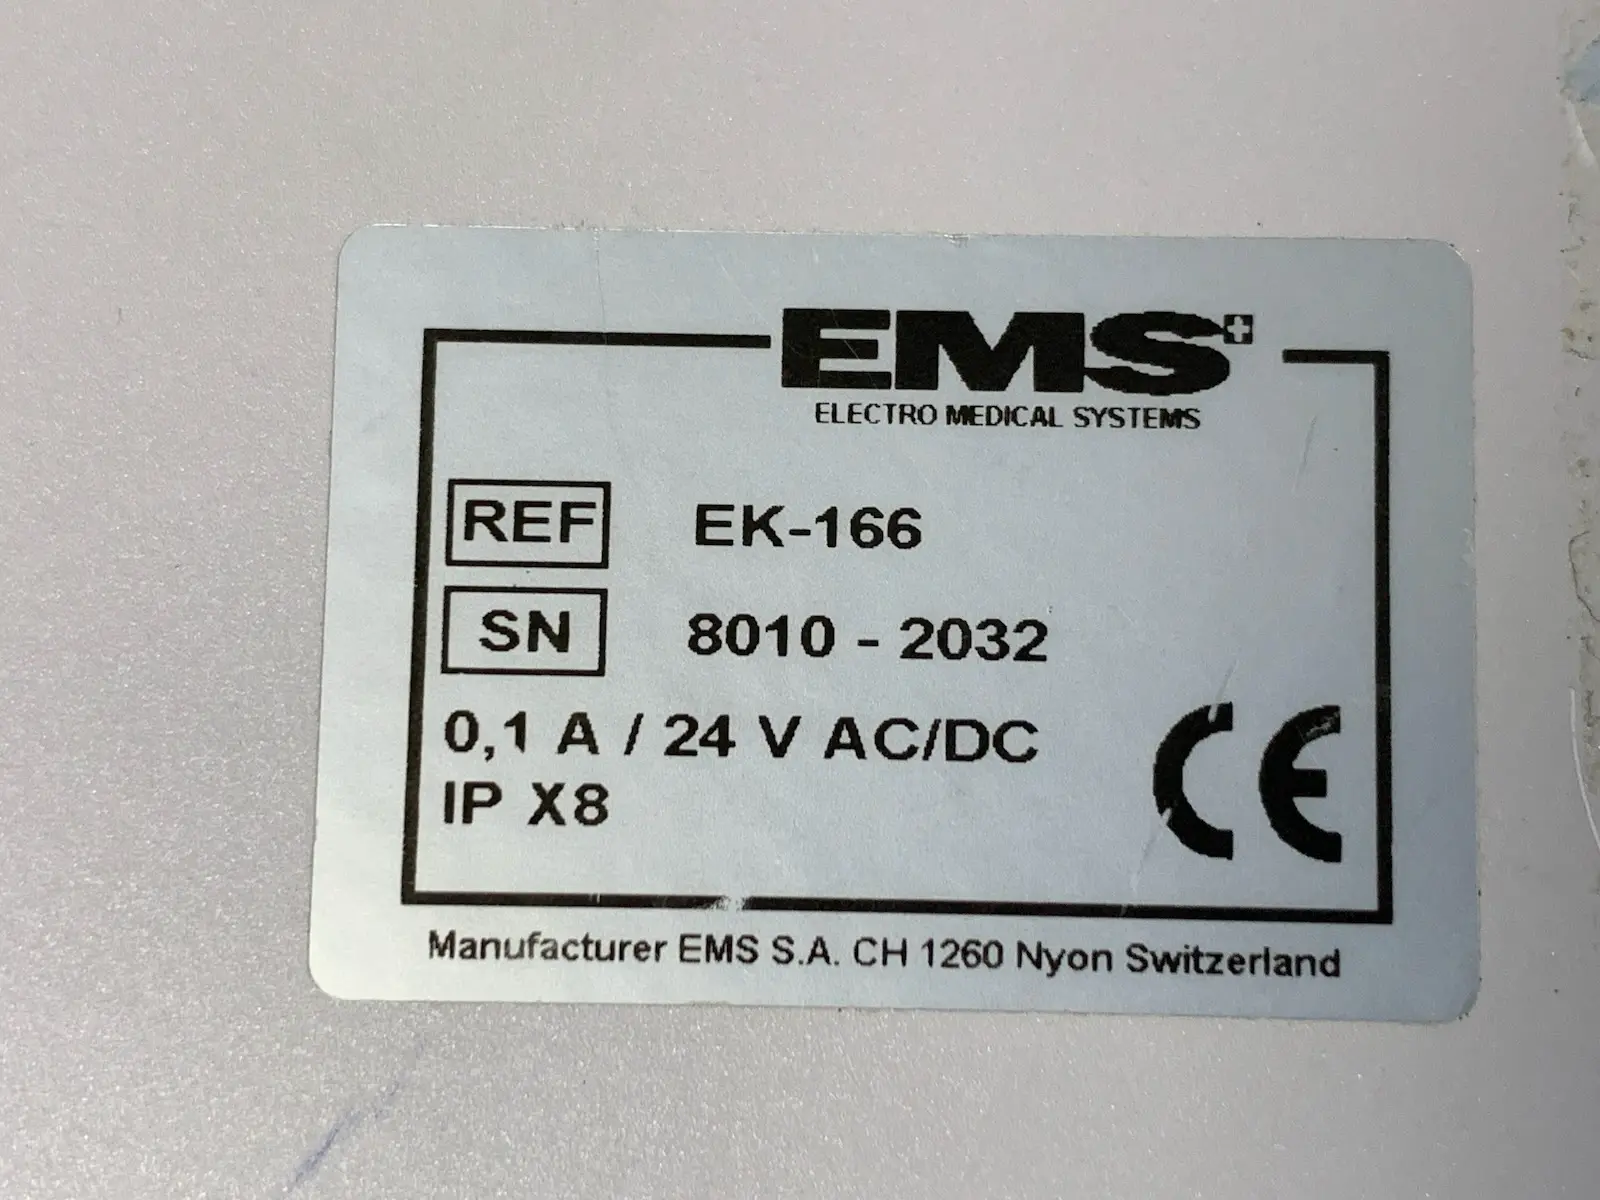 EMS
ELECTRO MEDICAL SYSTEMS
REF EK-166
SN 8010 - 2032
0,1 A / 24 V AC/DC
IP X8
CE
Manufacturer EMS S.A. CH 1260 Nyon Switzerland